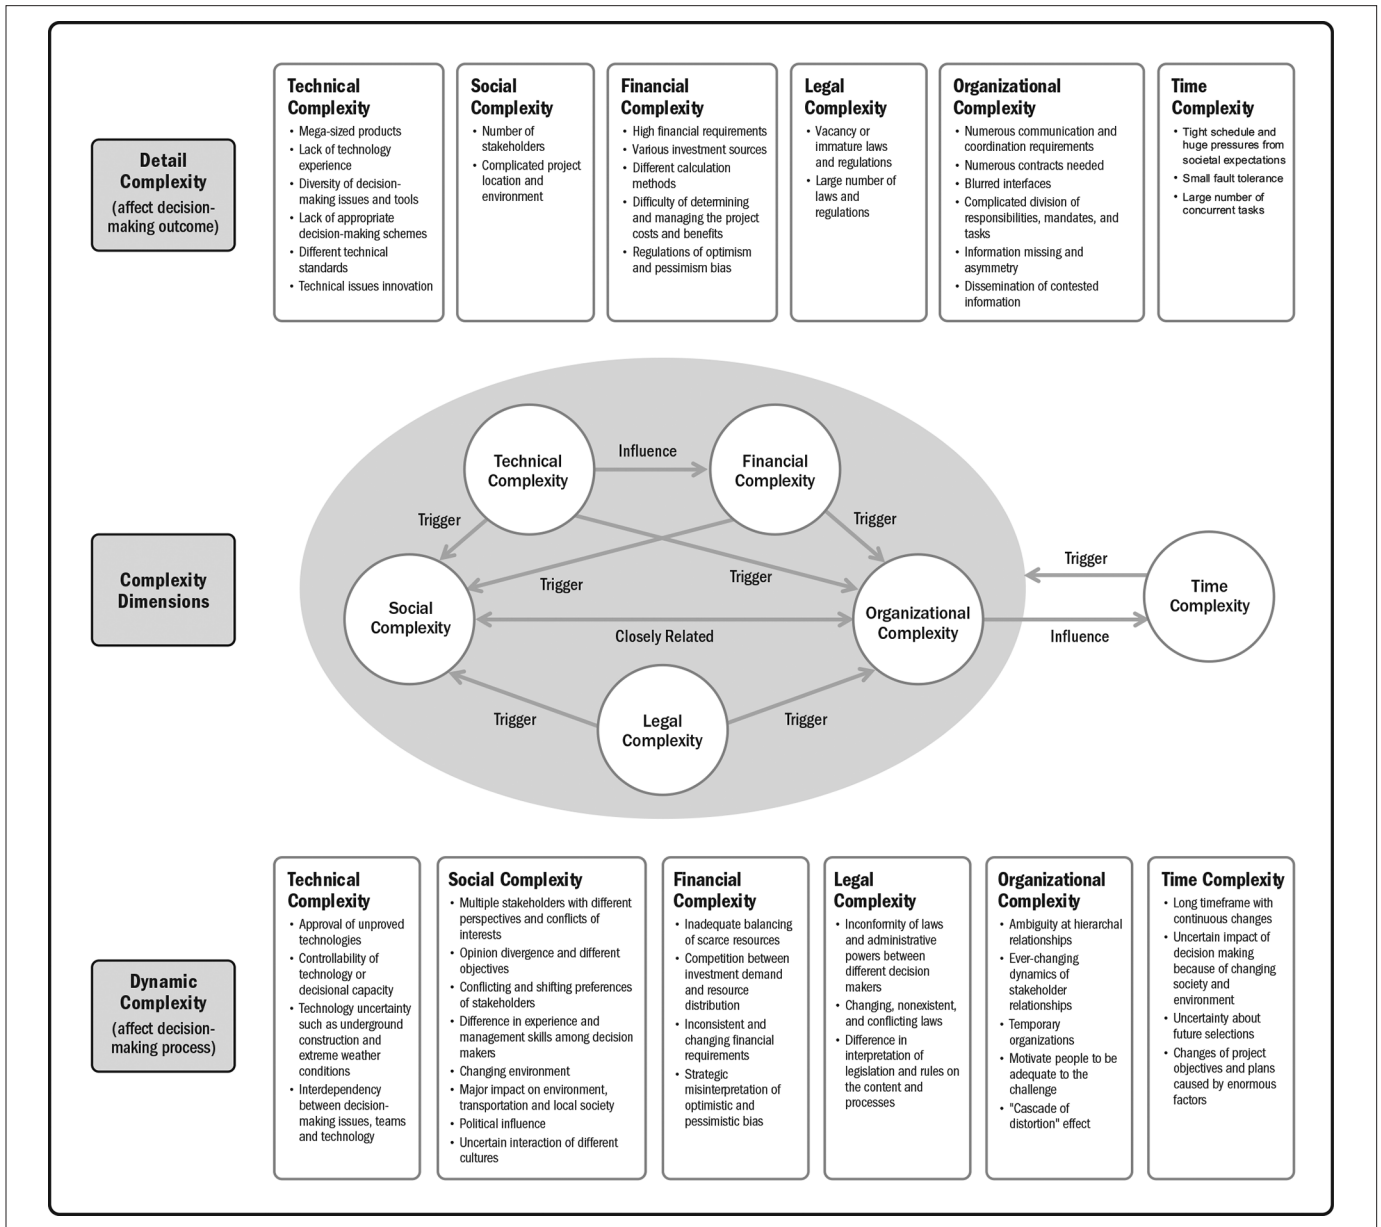 Detail
Complexity
(affect decision-
making outcome)
Technical
Complexity
• Mega-sized products
• Lack of technology
experience
• Diversity of decision-
making issues and tools
• Lack of appropriate
decision-making schemes
• Different technical
standards
• Technical issues innovation
Social
Complexity
• Number of
stakeholders
• Complicated project
location and
environment
Financial
Complexity
• High financial requirements
• Various investment sources
• Different calculation
methods
• Difficulty of determining
and managing the project
costs and benefits
• Regulations of optimism
and pessimism bias
Legal
Complexity
• Vacancy or
immature laws
and regulations
• Large number of
laws and
regulations
Organizational
Complexity
• Numerous communication and
coordination requirements
• Numerous contracts needed
• Blurred interfaces
• Complicated division of
responsibilities, mandates, and
tasks
• Information missing and
asymmetry
• Dissemination of contested
information
Time
Complexity
• Tight schedule and
huge pressures from
societal expectations
• Small fault tolerance
• Large number of
concurrent tasks
Complexity
Dimensions
Technical
Complexity
Influence
Financial
Complexity
Trigger
Trigger
Trigger
Trigger
Social
Complexity
Closely Related
Organizational
Complexity
Trigger
Influence
Time
Complexity
Trigger
Legal
Complexity
Trigger
Dynamic
Complexity
(affect decision-
making process)
Technical
Complexity
• Approval of unproved
technologies
• Controllability of
technology or
decisional capacity
• Technology uncertainty
such as underground
construction and
extreme weather
conditions
• Interdependency
between decision-
making issues, teams
and technology
Social Complexity
• Multiple stakeholders with different
perspectives and conflicts of
interests
• Opinion divergence and different
objectives
• Conflicting and shifting preferences
of stakeholders
• Difference in experience and
management skills among decision
makers
• Changing environment
• Major impact on environment,
transportation and local society
• Political influence
• Uncertain interaction of different
cultures
Financial
Complexity
• Inadequate balancing
of scarce resources
• Competition between
investment demand
and resource
distribution
• Inconsistent and
changing financial
requirements
• Strategic
misinterpretation of
optimistic and
pessimistic bias
Legal
Complexity
• Inconformity of laws
and administrative
powers between
different decision
makers
• Changing, nonexistent,
and conflicting laws
• Difference in
interpretation of
legislation and rules on
the content and
processes
Organizational
Complexity
• Ambiguity at hierarchal
relationships
• Ever-changing
dynamics of
stakeholder
relationships
• Temporary
organizations
• Motivate people to be
adequate to the
challenge
• "Cascade of
distortion" effect
Time Complexity
• Long timeframe with
continuous changes
• Uncertain impact of
decision making
because of changing
society and
environment
• Uncertainty about
future selections
• Changes of project
objectives and plans
caused by enormous
factors